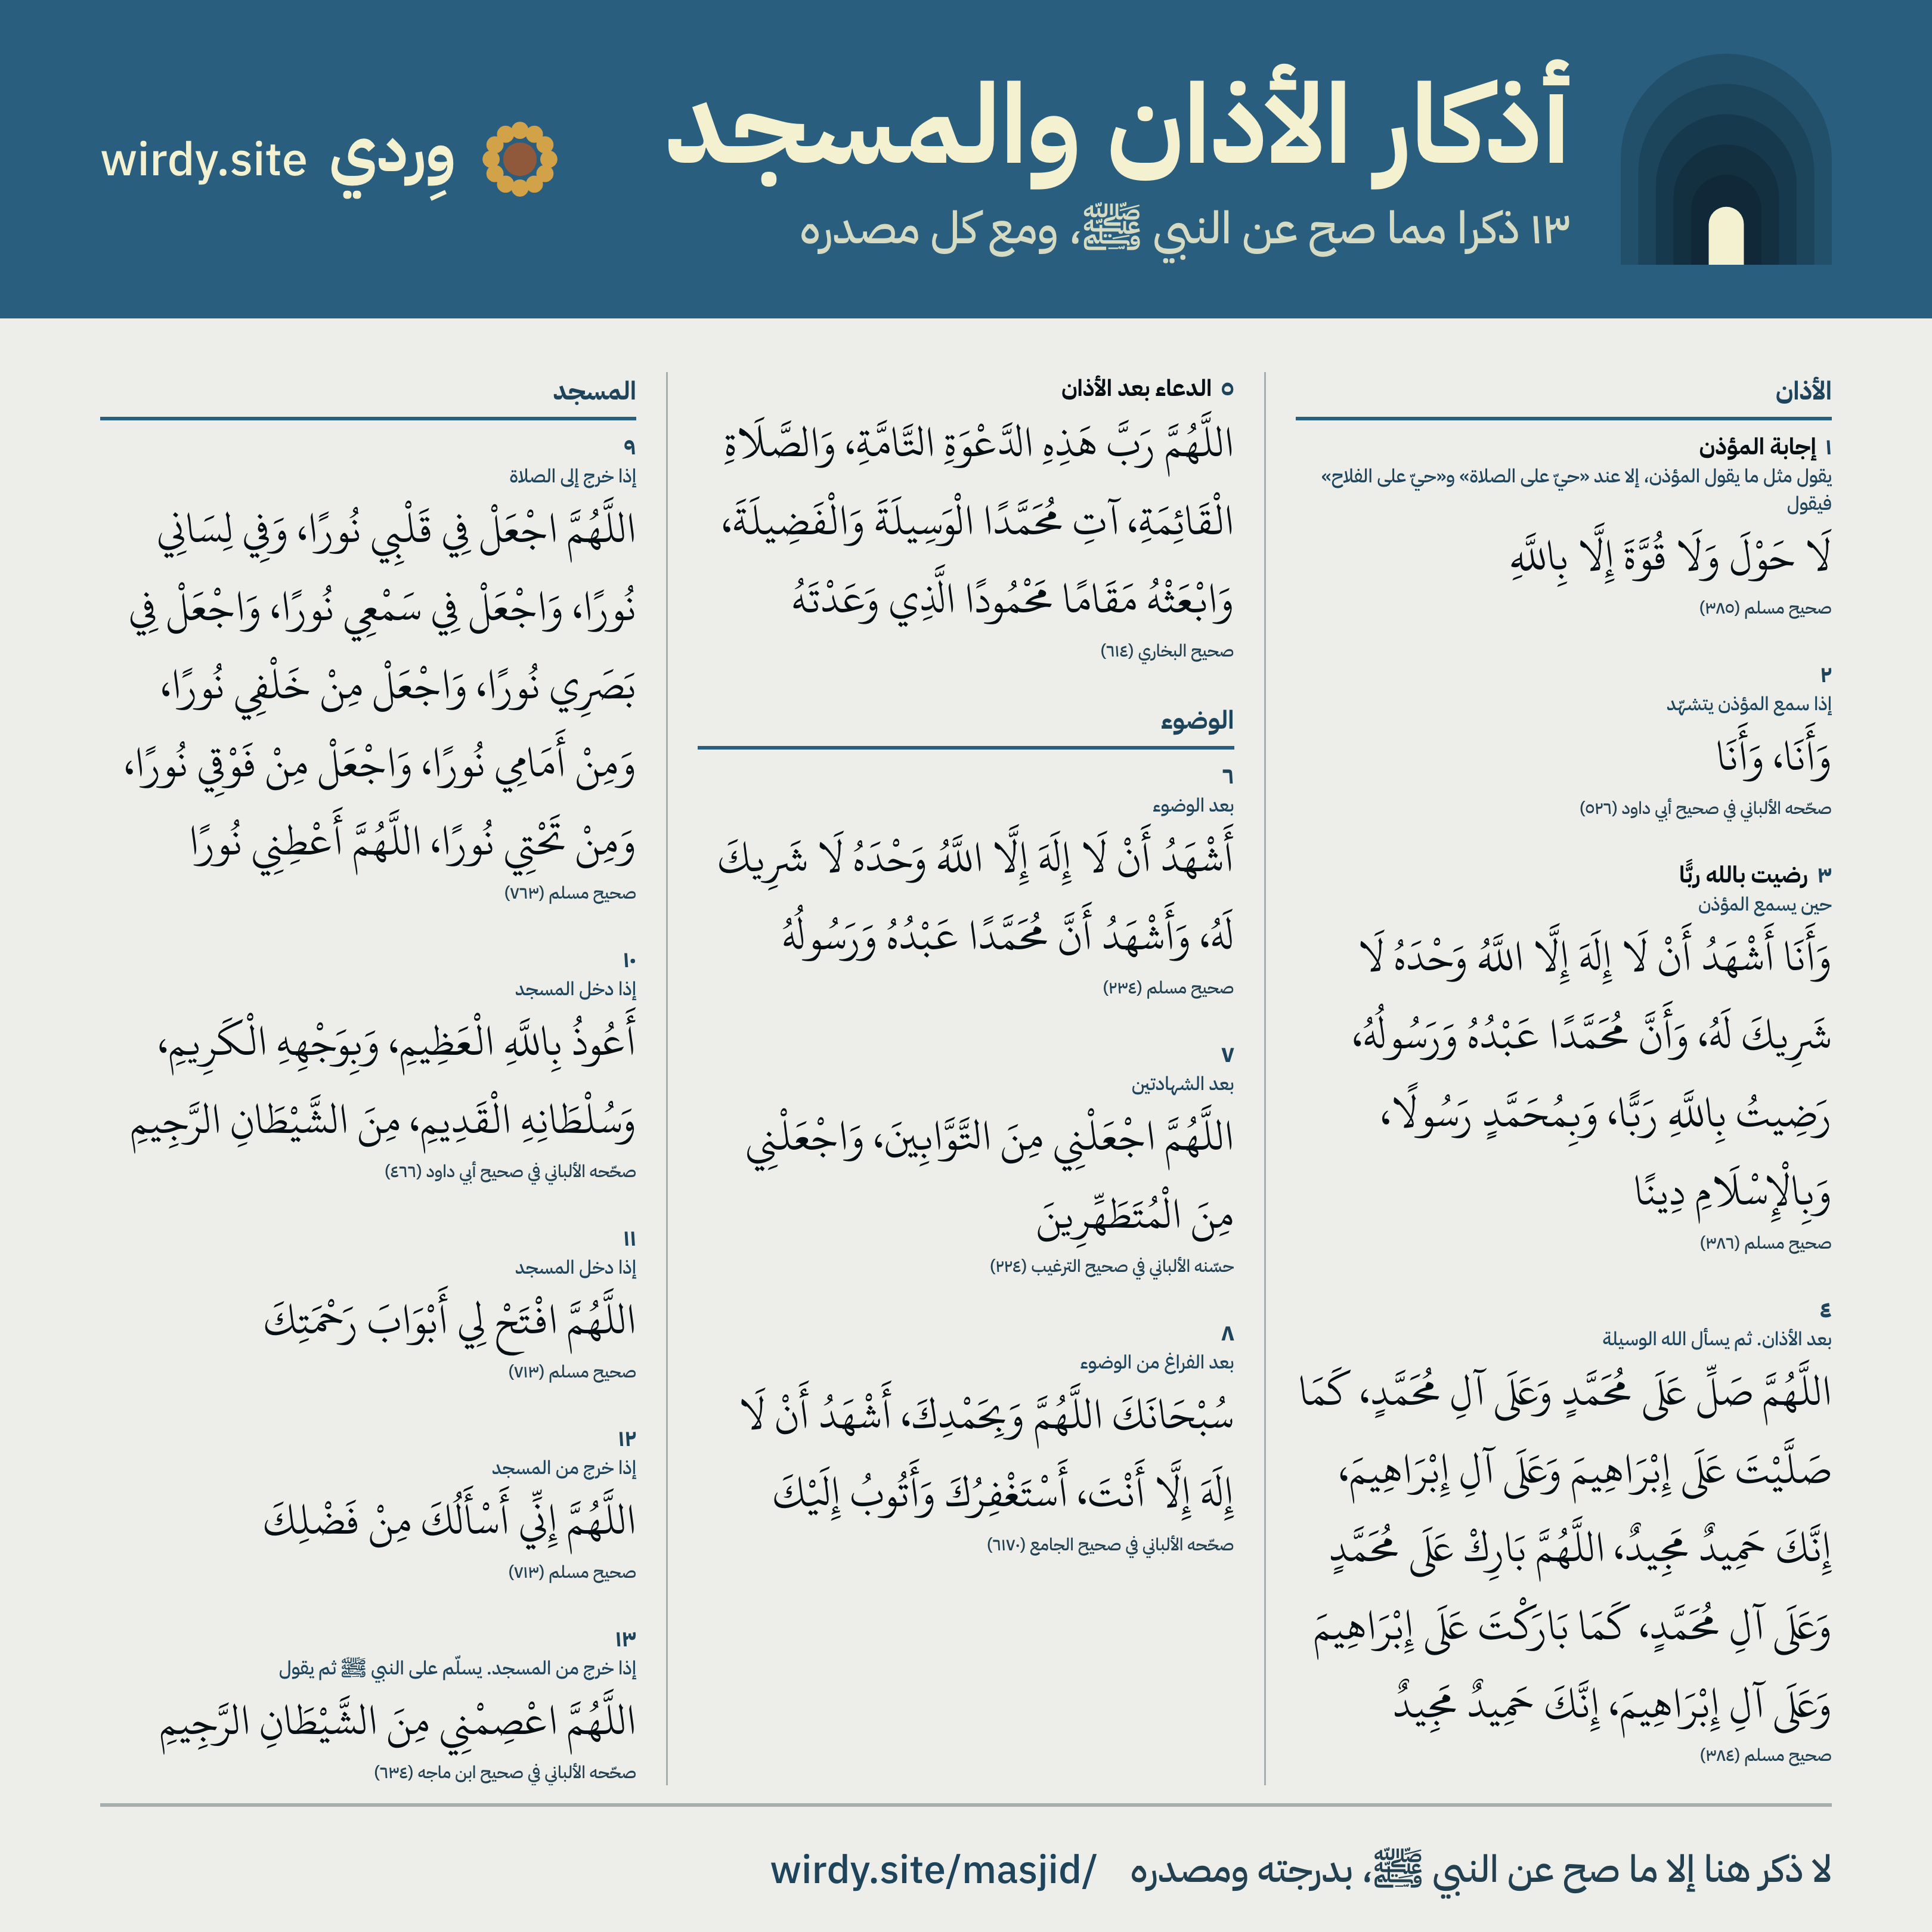 أذكار الأذان والمسجد
١٣ ذكرا مما صح عن النبي ﷺ، ومع كل مصدره
وِردي wirdy.site
الأذان
١ إجابة المؤذن
يقول مثل ما يقول المؤذن، إلا عند «حيّ على الصلاة» و«حيّ على الفلاح»
فيقول
لَا حَوْلَ وَلَا قُوَّةَ إِلَّا بِاللَّهِ
صحيح مسلم (٣٨٥)
٢
إذا سمع المؤذن يتشهّد
وَأَنَا، وَأَنَا
صحّحه الألباني في صحيح أبي داود (٥٢٦)
٣ رضيت بالله ربًّا
حين يسمع المؤذن
وَأَنَا أَشْهَدُ أَنْ لَا إِلَهَ إِلَّا اللَّهُ وَحْدَهُ لَا
شَرِيكَ لَهُ، وَأَنَّ مُحَمَّدًا عَبْدُهُ وَرَسُولُهُ،
رَضِيتُ بِاللَّهِ رَبًّا، وَبِمُحَمَّدٍ رَسُولًا،
وَبِالْإِسْلَامِ دِينًا
صحيح مسلم (٣٨٦)
٤
بعد الأذان. ثم يسأل الله الوسيلة
اللَّهُمَّ صَلِّ عَلَى مُحَمَّدٍ وَعَلَى آلِ مُحَمَّدٍ، كَمَا
صَلَّيْتَ عَلَى إِبْرَاهِيمَ وَعَلَى آلِ إِبْرَاهِيمَ،
إِنَّكَ حَمِيدٌ مَجِيدٌ، اللَّهُمَّ بَارِكْ عَلَى مُحَمَّدٍ
وَعَلَى آلِ مُحَمَّدٍ، كَمَا بَارَكْتَ عَلَى إِبْرَاهِيمَ
وَعَلَى آلِ إِبْرَاهِيمَ، إِنَّكَ حَمِيدٌ مَجِيدٌ
صحيح مسلم (٣٨٤)
٥ الدعاء بعد الأذان
اللَّهُمَّ رَبَّ هَذِهِ الدَّعْوَةِ التَّامَّةِ، وَالصَّلَاةِ
الْقَائِمَةِ، آتِ مُحَمَّدًا الْوَسِيلَةَ وَالْفَضِيلَةَ،
وَابْعَثْهُ مَقَامًا مَحْمُودًا الَّذِي وَعَدْتَهُ
صحيح البخاري (٦١٤)
الوضوء
٦
بعد الوضوء
أَشْهَدُ أَنْ لَا إِلَهَ إِلَّا اللَّهُ وَحْدَهُ لَا شَرِيكَ
لَهُ، وَأَشْهَدُ أَنَّ مُحَمَّدًا عَبْدُهُ وَرَسُولُهُ
صحيح مسلم (٢٣٤)
٧
بعد الشهادتين
اللَّهُمَّ اجْعَلْنِي مِنَ التَّوَّابِينَ، وَاجْعَلْنِي
مِنَ الْمُتَطَهِّرِينَ
حسّنه الألباني في صحيح الترغيب (٢٢٤)
٨
بعد الفراغ من الوضوء
سُبْحَانَكَ اللَّهُمَّ وَبِحَمْدِكَ، أَشْهَدُ أَنْ لَا
إِلَهَ إِلَّا أَنْتَ، أَسْتَغْفِرُكَ وَأَتُوبُ إِلَيْكَ
صحّحه الألباني في صحيح الجامع (٦١٧٠)
المسجد
٩
إذا خرج إلى الصلاة
اللَّهُمَّ اجْعَلْ فِي قَلْبِي نُورًا، وَفِي لِسَانِي
نُورًا، وَاجْعَلْ فِي سَمْعِي نُورًا، وَاجْعَلْ فِي
بَصَرِي نُورًا، وَاجْعَلْ مِنْ خَلْفِي نُورًا،
وَمِنْ أَمَامِي نُورًا، وَاجْعَلْ مِنْ فَوْقِي نُورًا،
وَمِنْ تَحْتِي نُورًا، اللَّهُمَّ أَعْطِنِي نُورًا
صحيح مسلم (٧٦٣)
١٠
إذا دخل المسجد
أَعُوذُ بِاللَّهِ الْعَظِيمِ، وَبِوَجْهِهِ الْكَرِيمِ،
وَسُلْطَانِهِ الْقَدِيمِ، مِنَ الشَّيْطَانِ الرَّجِيمِ
صحّحه الألباني في صحيح أبي داود (٤٦٦)
١١
إذا دخل المسجد
اللَّهُمَّ افْتَحْ لِي أَبْوَابَ رَحْمَتِكَ
صحيح مسلم (٧١٣)
١٢
إذا خرج من المسجد
اللَّهُمَّ إِنِّي أَسْأَلُكَ مِنْ فَضْلِكَ
صحيح مسلم (٧١٣)
١٣
إذا خرج من المسجد. يسلّم على النبي ﷺ ثم يقول
اللَّهُمَّ اعْصِمْنِي مِنَ الشَّيْطَانِ الرَّجِيمِ
صحّحه الألباني في صحيح ابن ماجه (٦٣٤)
لا ذكر هنا إلا ما صح عن النبي ﷺ، بدرجته ومصدره wirdy.site/masjid/